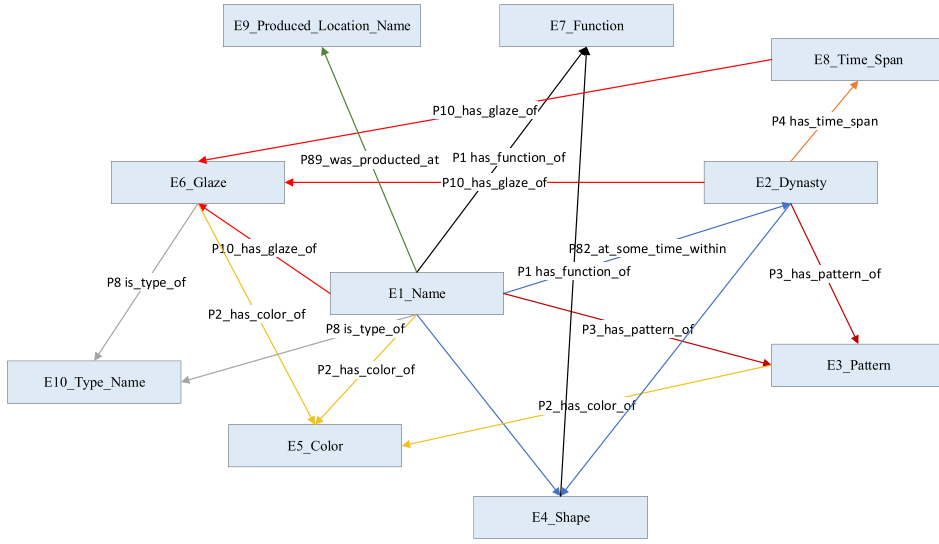 E9_Produced_Location_Name
E7_Function
E8_Time_Span
P10_has_glaze_of
P4 has_time_span
P89_was_producted_at
P1 has_function_of
E6_Glaze
P10_has_glaze_of
E2_Dynasty
P10_has_glaze_of
P82_at_some_time_within
P1 has_function_of
P3_has_pattern_of
P8 is_type_of
E1_Name
P2_has_color_of
P8 is_type_of
P3_has_pattern_of
E3_Pattern
P2_has_color_of
E10_Type_Name
P2_has_color_of
E5_Color
E4_Shape